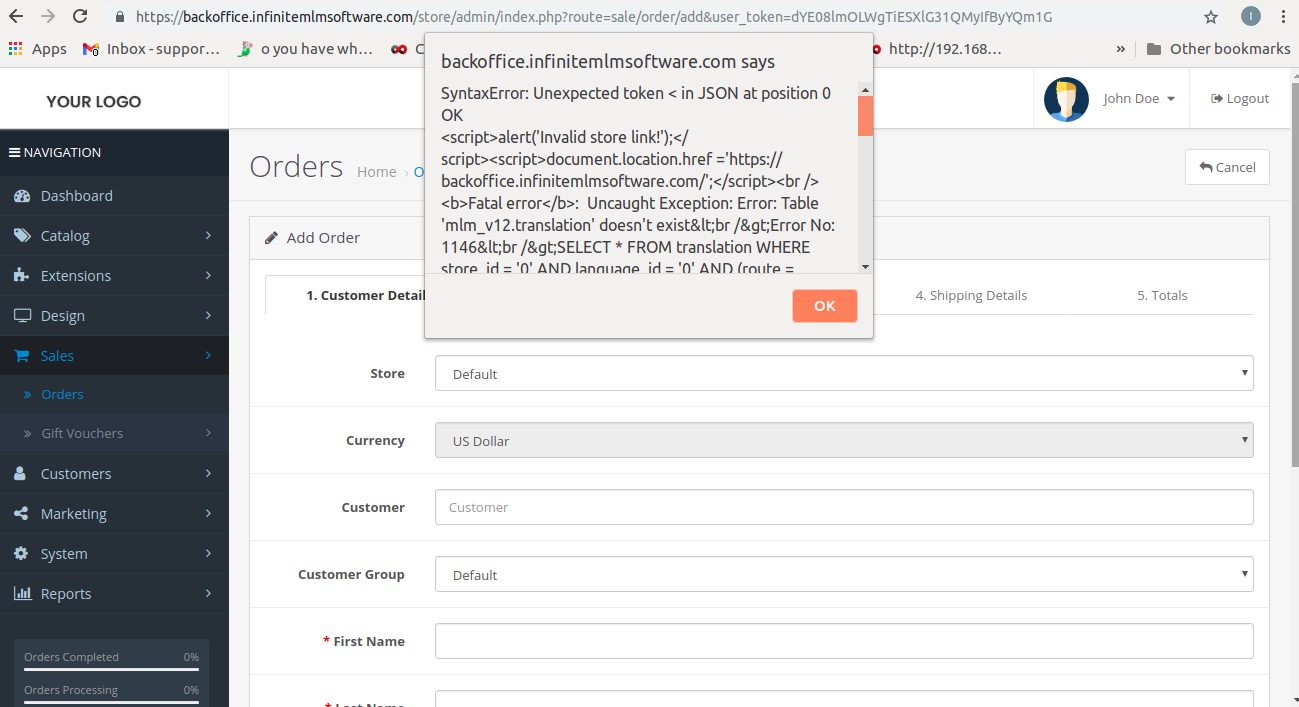 https://backoffice.infinitemlmsoftware.com/store/admin/index.php?route=sale/order/add&user_token=dYE08lmOLWgTiESXlG31QMyIfByYQm1G
I
Apps
Inbox - suppor…
o you have wh…
http://192.168…
»
Other bookmarks
backoffice.infinitemlmsoftware.com says
SyntaxError: Unexpected token < in JSON at position 0
OK
<script>alert('Invalid store link!');</
script><script>document.location.href ='https://
backoffice.infinitemlmsoftware.com/';</script><br />
<b>Fatal error</b>:  Uncaught Exception: Error: Table
'mlm_v12.translation' doesn't exist&lt;br /&gt;Error No:
1146&lt;br /&gt;SELECT * FROM translation WHERE
store_id = '0' AND language_id = '0' AND (route =
OK
YOUR LOGO
John Doe
Logout
NAVIGATION
Dashboard
Catalog
Extensions
Design
Sales
» Orders
» Gift Vouchers
Customers
Marketing
System
Reports
Orders Completed 0%
Orders Processing 0%
Orders
Home ›
Cancel
Add Order
1. Customer Detail
4. Shipping Details
5. Totals
Store
Default
Currency
US Dollar
Customer
Customer
Customer Group
Default
* First Name
* Last Name